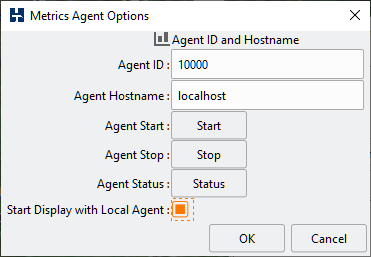 Metrics Agent Options
Agent ID and Hostname
Agent ID : 10000
Agent Hostname : localhost
Agent Start : Start
Agent Stop : Stop
Agent Status : Status
Start Display with Local Agent :
OK Cancel